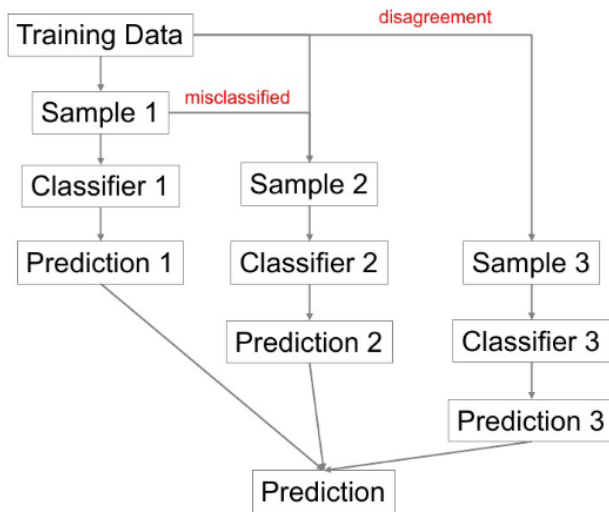 Training Data
disagreement
misclassified
Sample 1
Classifier 1
Sample 2
Prediction 1
Classifier 2
Sample 3
Prediction 2
Classifier 3
Prediction 3
Prediction